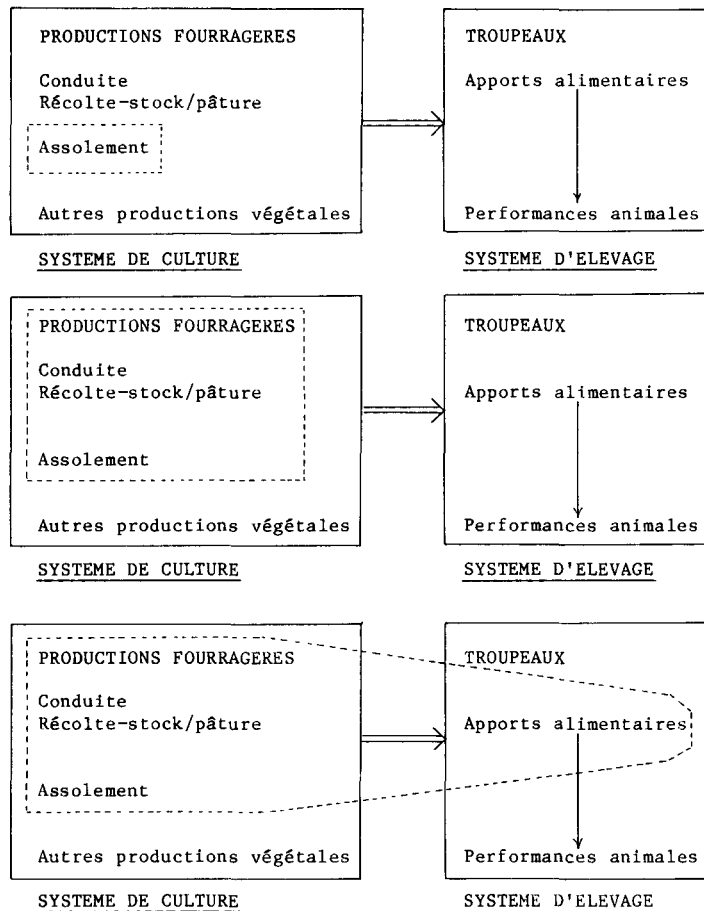 PRODUCTIONS FOURRAGERES
Conduite
Récolte-stock/pâture
Assolement
Autres productions végétales
SYSTEME DE CULTURE
TROUPEAUX
Apports alimentaires
Performances animales
SYSTEME D'ELEVAGE
PRODUCTIONS FOURRAGERES
Conduite
Récolte-stock/pâture
Assolement
Autres productions végétales
SYSTEME DE CULTURE
TROUPEAUX
Apports alimentaires
Performances animales
SYSTEME D'ELEVAGE
PRODUCTIONS FOURRAGERES
Conduite
Récolte-stock/pâture
Assolement
Autres productions végétales
SYSTEME DE CULTURE
TROUPEAUX
Apports alimentaires
Performances animales
SYSTEME D'ELEVAGE